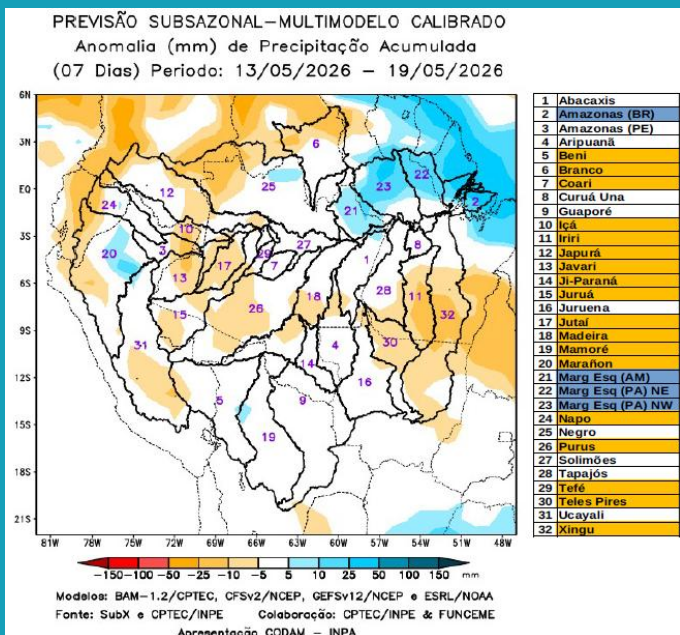 PREVISÃO SUBSAZONAL–MULTIMODELO CALIBRADO
Anomalia (mm) de Precipitação Acumulada
(07 Dias) Periodo: 13/05/2026 – 19/05/2026
6N
3N
EQ
3S
6S
9S
12S
15S
18S
21S
81W 78W 75W 72W 69W 66W 63W 60W 57W 54W 51W 48W
6
12
25
23
22
2
24
21
10
20
3
29
27
8
17
7
1
13
28
18
26
11
32
15
30
31
4
14
16
5
9
19
-150 -100 -50 -25 -10 -5 5 10 25 50 100 150 mm
Modelos: BAM-1.2/CPTEC, CFSv2/NCEP, GEFSv12/NCEP e ESRL/NOAA
Fonte: SubX e CPTEC/INPE Colaboração: CPTEC/INPE & FUNCEME
Apresentação CODAM – INPA
1 Abacaxis
2 Amazonas (BR)
3 Amazonas (PE)
4 Aripuanã
5 Beni
6 Branco
7 Coari
8 Curuá Una
9 Guaporé
10 Içá
11 Iriri
12 Japurá
13 Javari
14 Ji-Paraná
15 Juruá
16 Juruena
17 Jutaí
18 Madeira
19 Mamoré
20 Marañon
21 Marg Esq (AM)
22 Marg Esq (PA) NE
23 Marg Esq (PA) NW
24 Napo
25 Negro
26 Purus
27 Solimões
28 Tapajós
29 Tefé
30 Teles Pires
31 Ucayali
32 Xingu